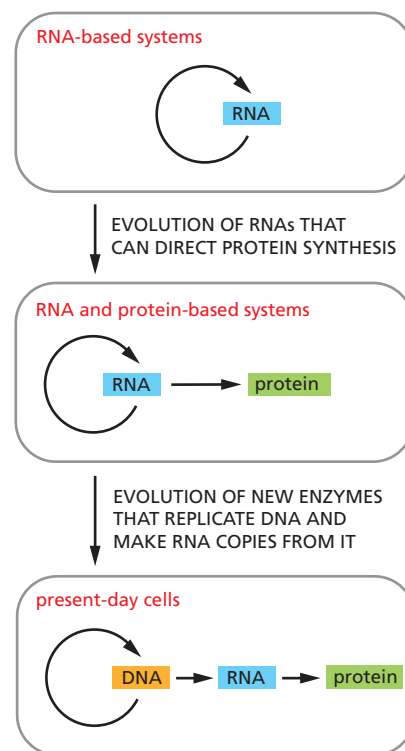 RNA-based systems
RNA
EVOLUTION OF RNAs THAT
CAN DIRECT PROTEIN SYNTHESIS
RNA and protein-based systems
RNA protein
EVOLUTION OF NEW ENZYMES
THAT REPLICATE DNA AND
MAKE RNA COPIES FROM IT
present-day cells
DNA RNA protein